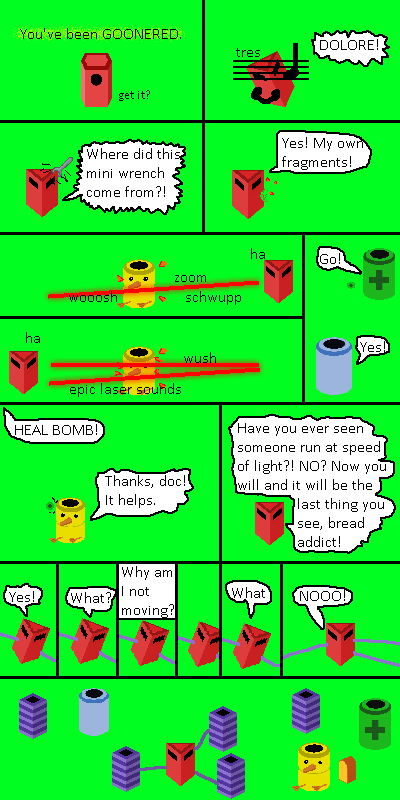 You've been GOONERED.
get it?
tres
DOLORE!
Where did this
mini wrench
come from?!
Yes! My own
fragments!
ha
zoom
wooosh
schwupp
Go!
Yes!
ha
wush
epic laser sounds
HEAL BOMB!
Thanks, doc!
It helps.
Have you ever seen
someone run at speed
of light?! NO? Now you
will and it will be the
last thing you
see, bread
addict!
Yes!
What?
Why am
I not
moving?
What
NOOO!